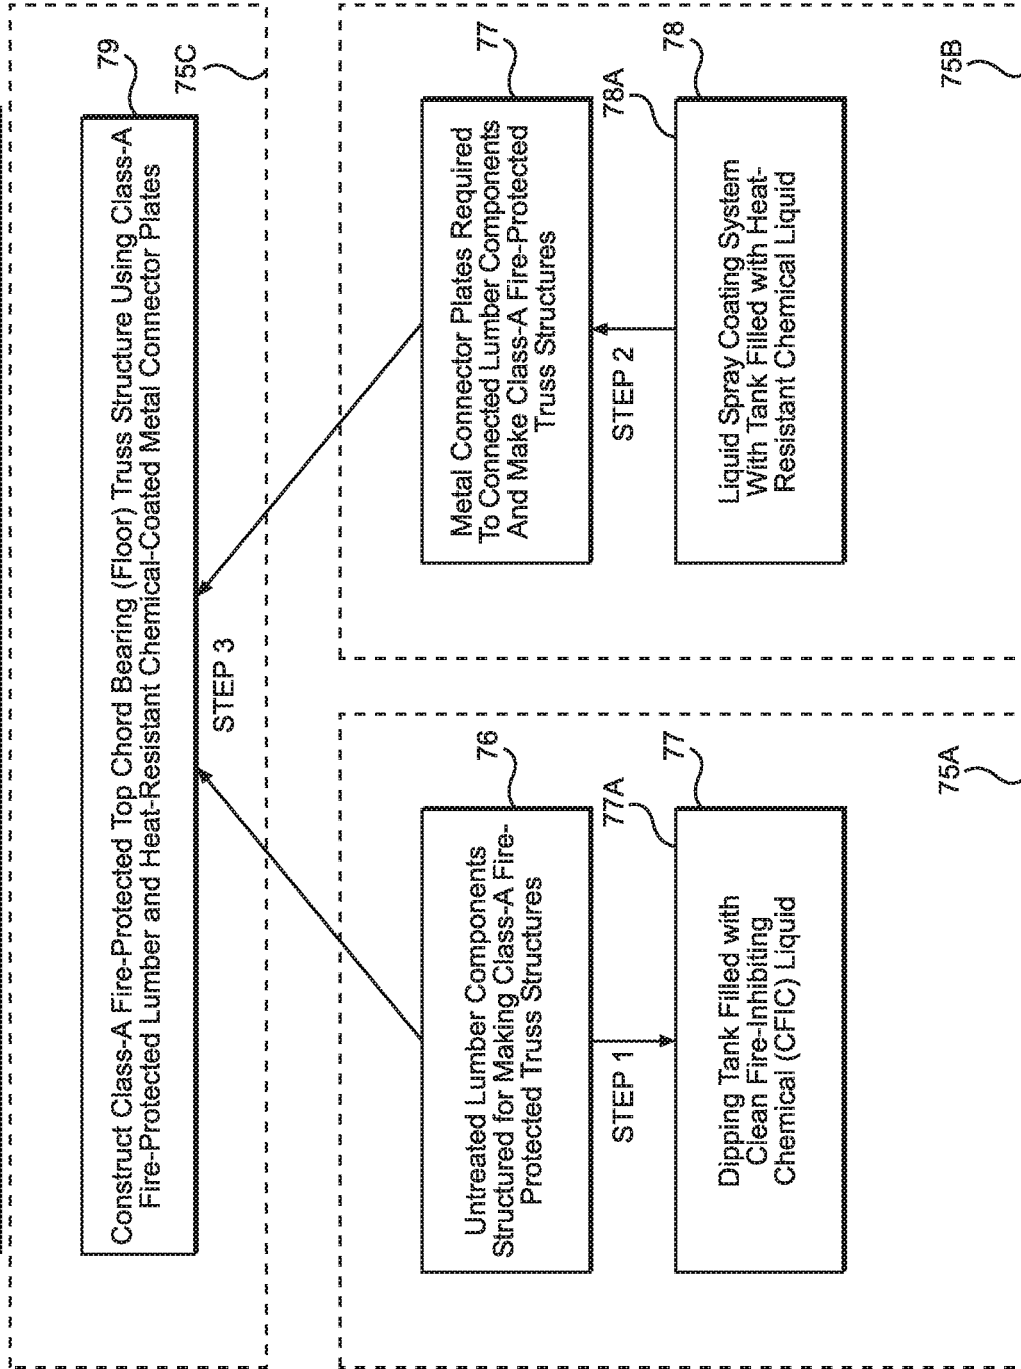 79
Construct Class-A Fire-Protected Top Chord Bearing (Floor) Truss Structure Using Class-A
Fire-Protected Lumber and Heat-Resistant Chemical-Coated Metal Connector Plates
75C
STEP 3
76
Untreated Lumber Components
Structured for Making Class-A Fire-
Protected Truss Structures
STEP 1
77A
77
Dipping Tank Filled with
Clean Fire-Inhibiting
Chemical (CFIC) Liquid
75A
77
Metal Connector Plates Required
To Connected Lumber Components
And Make Class-A Fire-Protected
Truss Structures
STEP 2
78A
78
Liquid Spray Coating System
With Tank Filled with Heat-
Resistant Chemical Liquid
75B